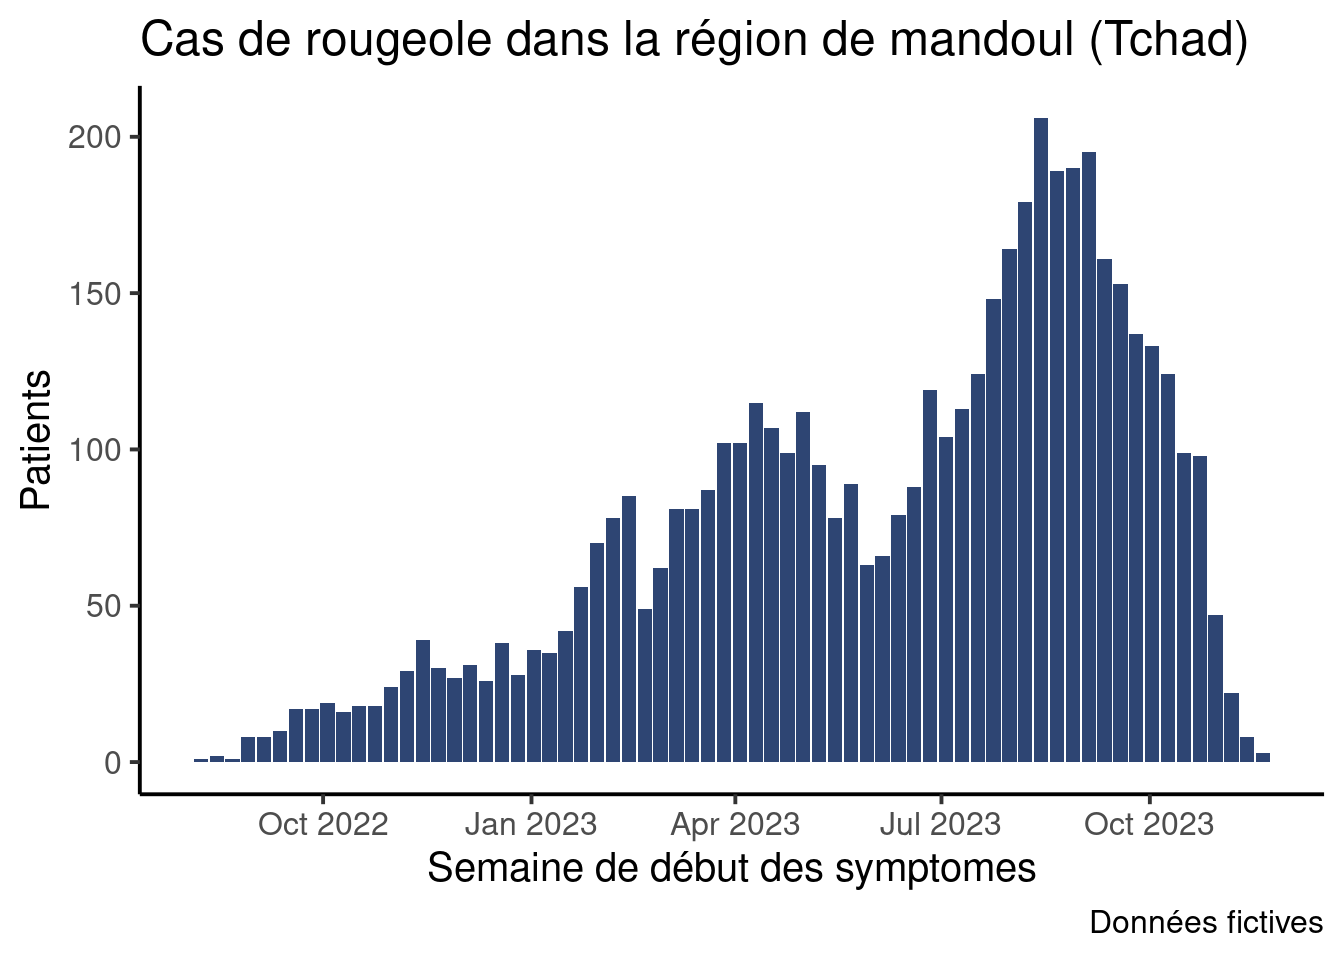 Cas de rougeole dans la région de mandoul (Tchad)
Patients
200
150
100
50
0
Oct 2022 Jan 2023 Apr 2023 Jul 2023 Oct 2023
Semaine de début des symptomes
Données fictives